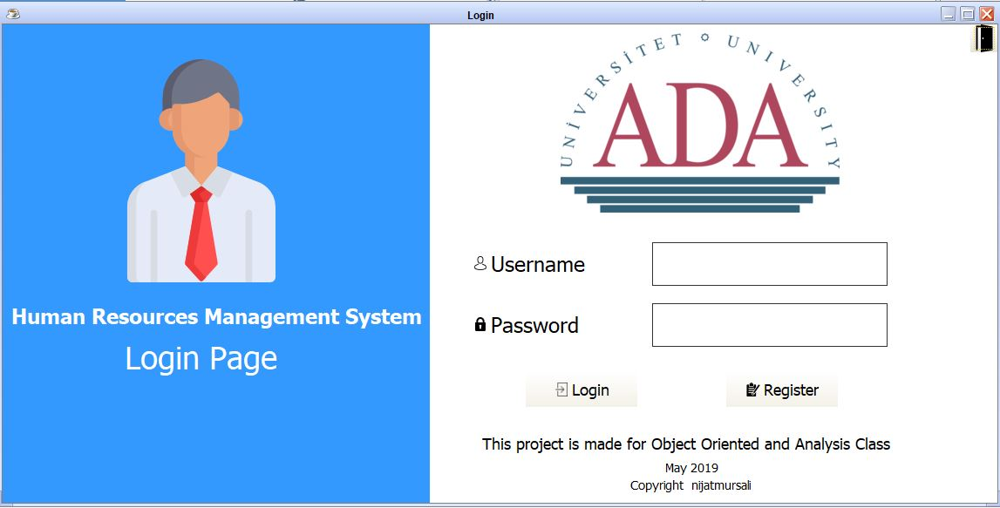 Login
Human Resources Management System
Login Page
UNİVERSİTET UNIVERSITY
ADA
Username
Password
Login
Register
This project is made for Object Oriented and Analysis Class
May 2019
Copyright nijatmursali